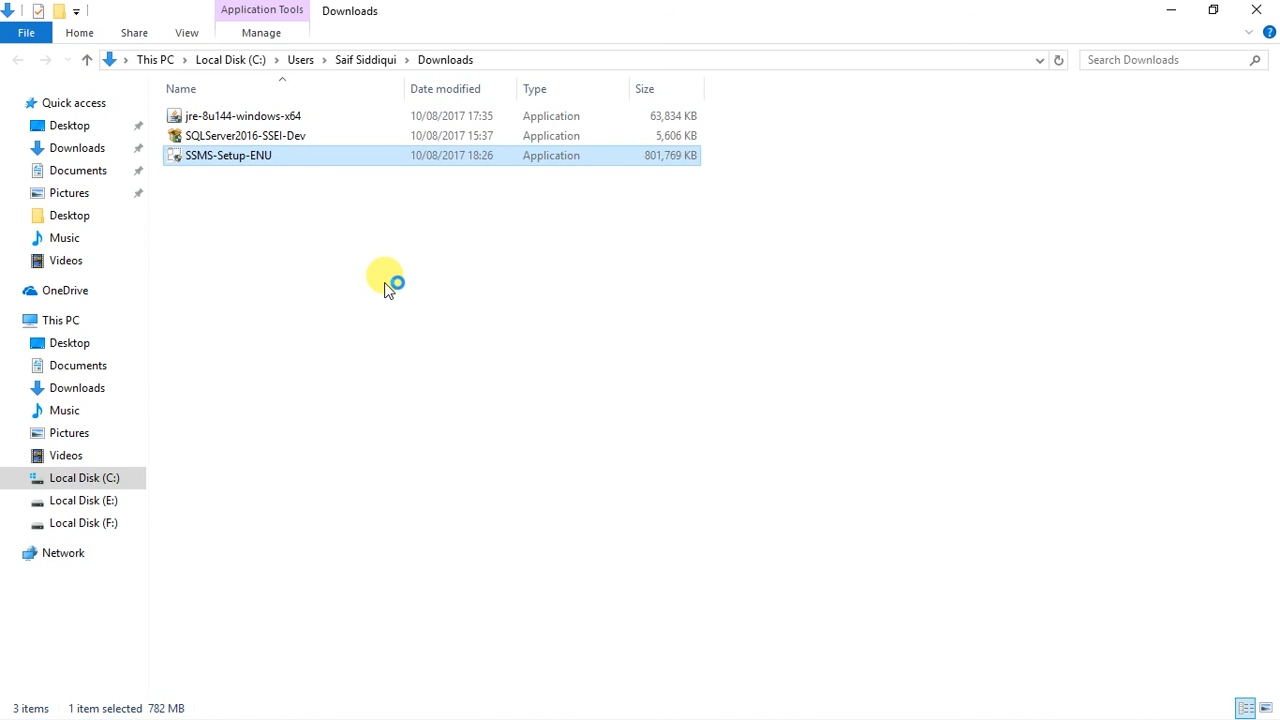 Application Tools
Downloads
File
Home
Share
View
Manage
This PC
Local Disk (C:)
Users
Saif Siddiqui
Downloads
Search Downloads
Name
Date modified
Type
Size
jre-8u144-windows-x64 10/08/2017 17:35 Application 63,834 KB
SQLServer2016-SSEI-Dev 10/08/2017 15:37 Application 5,606 KB
SSMS-Setup-ENU 10/08/2017 18:26 Application 801,769 KB
Quick access
Desktop
Downloads
Documents
Pictures
Desktop
Music
Videos
OneDrive
This PC
Desktop
Documents
Downloads
Music
Pictures
Videos
Local Disk (C:)
Local Disk (E:)
Local Disk (F:)
Network
3 items
1 item selected 782 MB